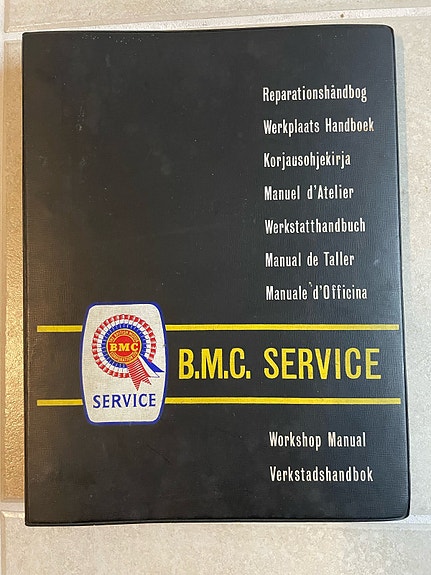 Reparationshåndbog
Werkplaats Handboek
Korjausohjekirja
Manuel d'Atelier
Werkstatthandbuch
Manual de Taller
Manuale d'Officina
BMC
SERVICE
B.M.C. SERVICE
Workshop Manual
Verkstadshandbok